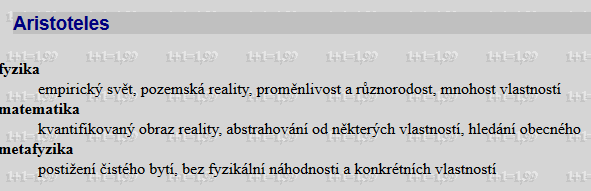 Aristoteles
fyzika
empirický svět, pozemská reality, proměnlivost a různorodost, mnohost vlastností
matematika
kvantifikovaný obraz reality, abstrahování od některých vlastností, hledání obecného
metafyzika
postižení čistého bytí, bez fyzikální náhodnosti a konkrétních vlastností